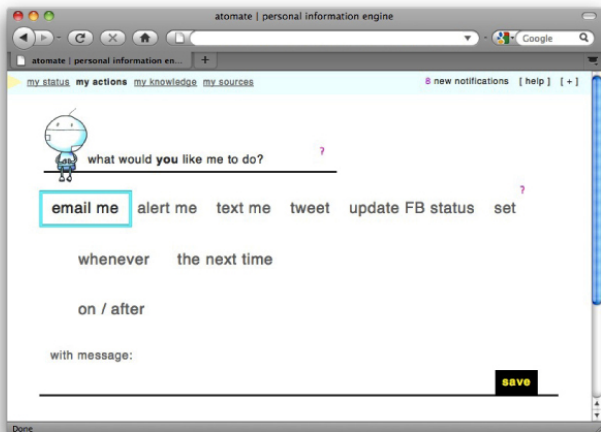 atomate | personal information engine
Google
atomate | personal information en... +
my status my actions my knowledge my sources 8 new notifications [ help ] [ + ]
what would you like me to do? ?
?
email me alert me text me tweet update FB status set
whenever the next time
on / after
with message:
save
Done